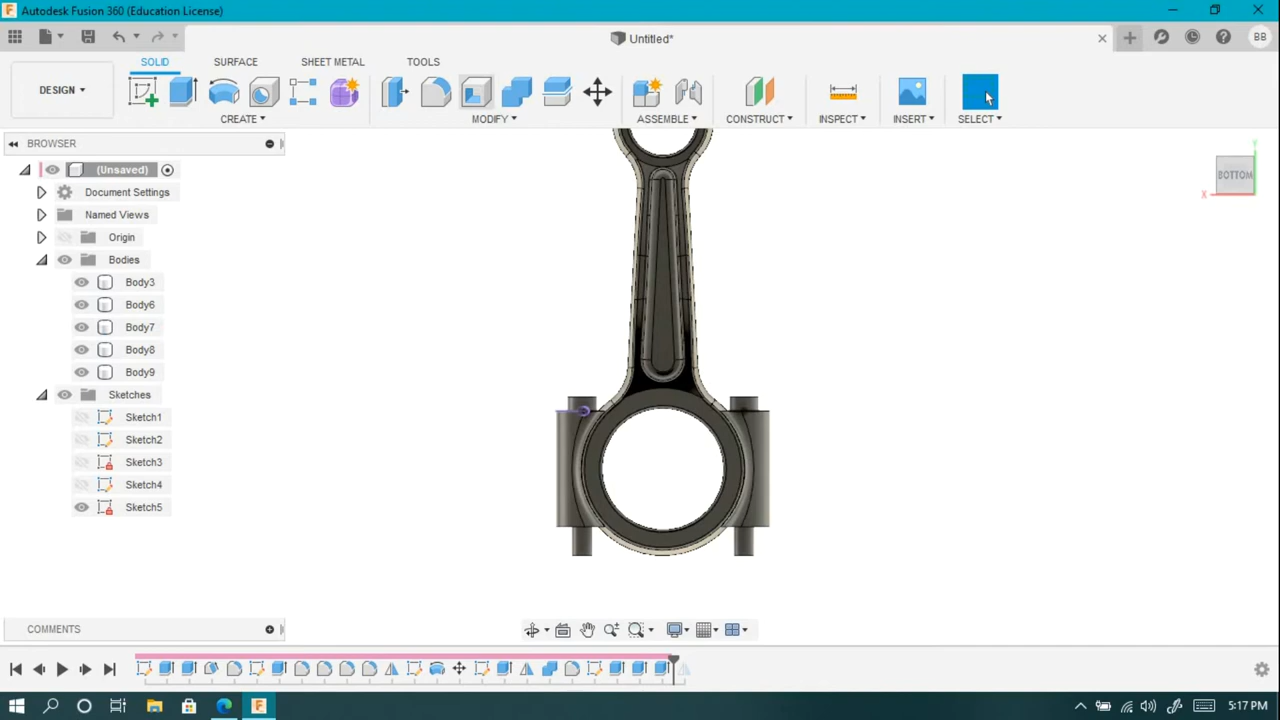 Autodesk Fusion 360 (Education License)
Untitled*
BB
SOLID SURFACE SHEET METAL TOOLS
DESIGN
CREATE MODIFY ASSEMBLE CONSTRUCT INSPECT INSERT SELECT
BROWSER
(Unsaved)
Document Settings
Named Views
Origin
Bodies
Body3
Body6
Body7
Body8
Body9
Sketches
Sketch1
Sketch2
Sketch3
Sketch4
Sketch5
Y
BOTTOM
X
COMMENTS
5:17 PM